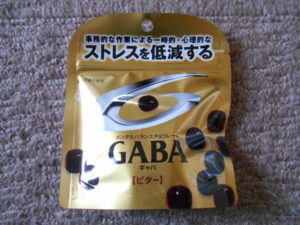 事務的な作業による一時的・心理的な
ストレスを低減する
メンタルバランスチョコレート
GABA
ギャバ
【ビター】